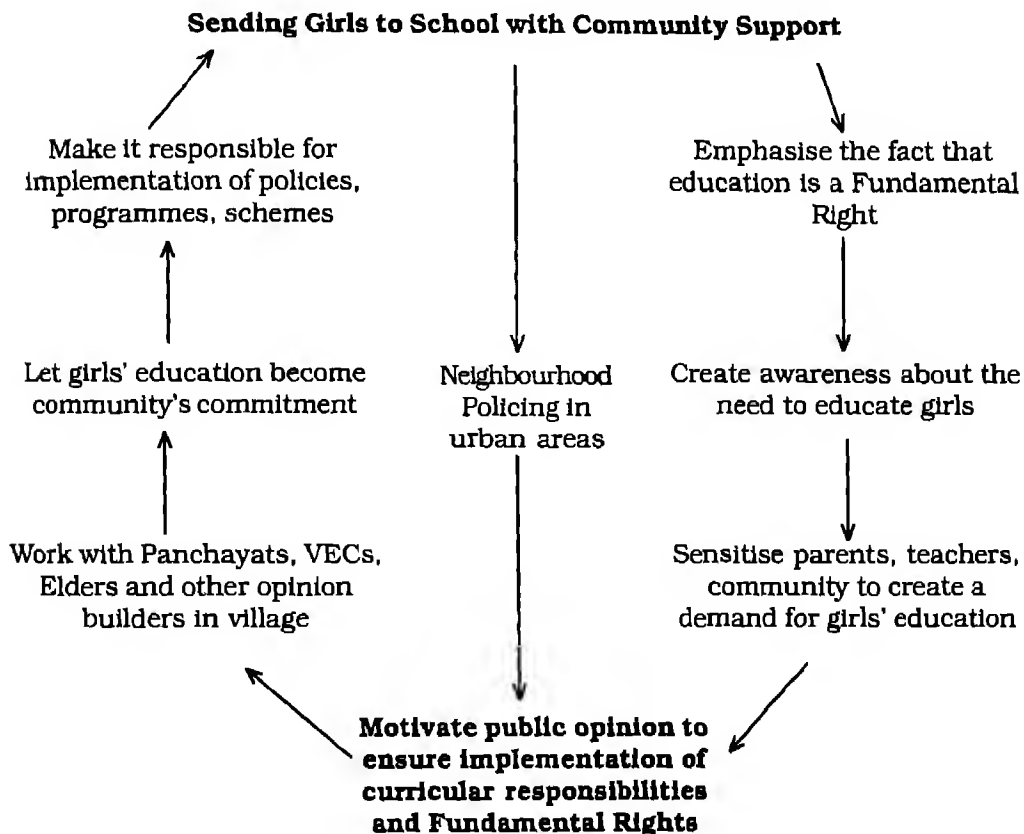 Sending Girls to School with Community Support
Make it responsible for
implementation of policies,
programmes, schemes
Emphasise the fact that
education is a Fundamental
Right
Let girls' education become
community's commitment
Neighbourhood
Policing in
urban areas
Create awareness about the
need to educate girls
Work with Panchayats, VECs,
Elders and other opinion
builders in village
Sensitise parents, teachers,
community to create a
demand for girls' education
Motivate public opinion to
ensure implementation of
curricular responsibilities
and Fundamental Rights